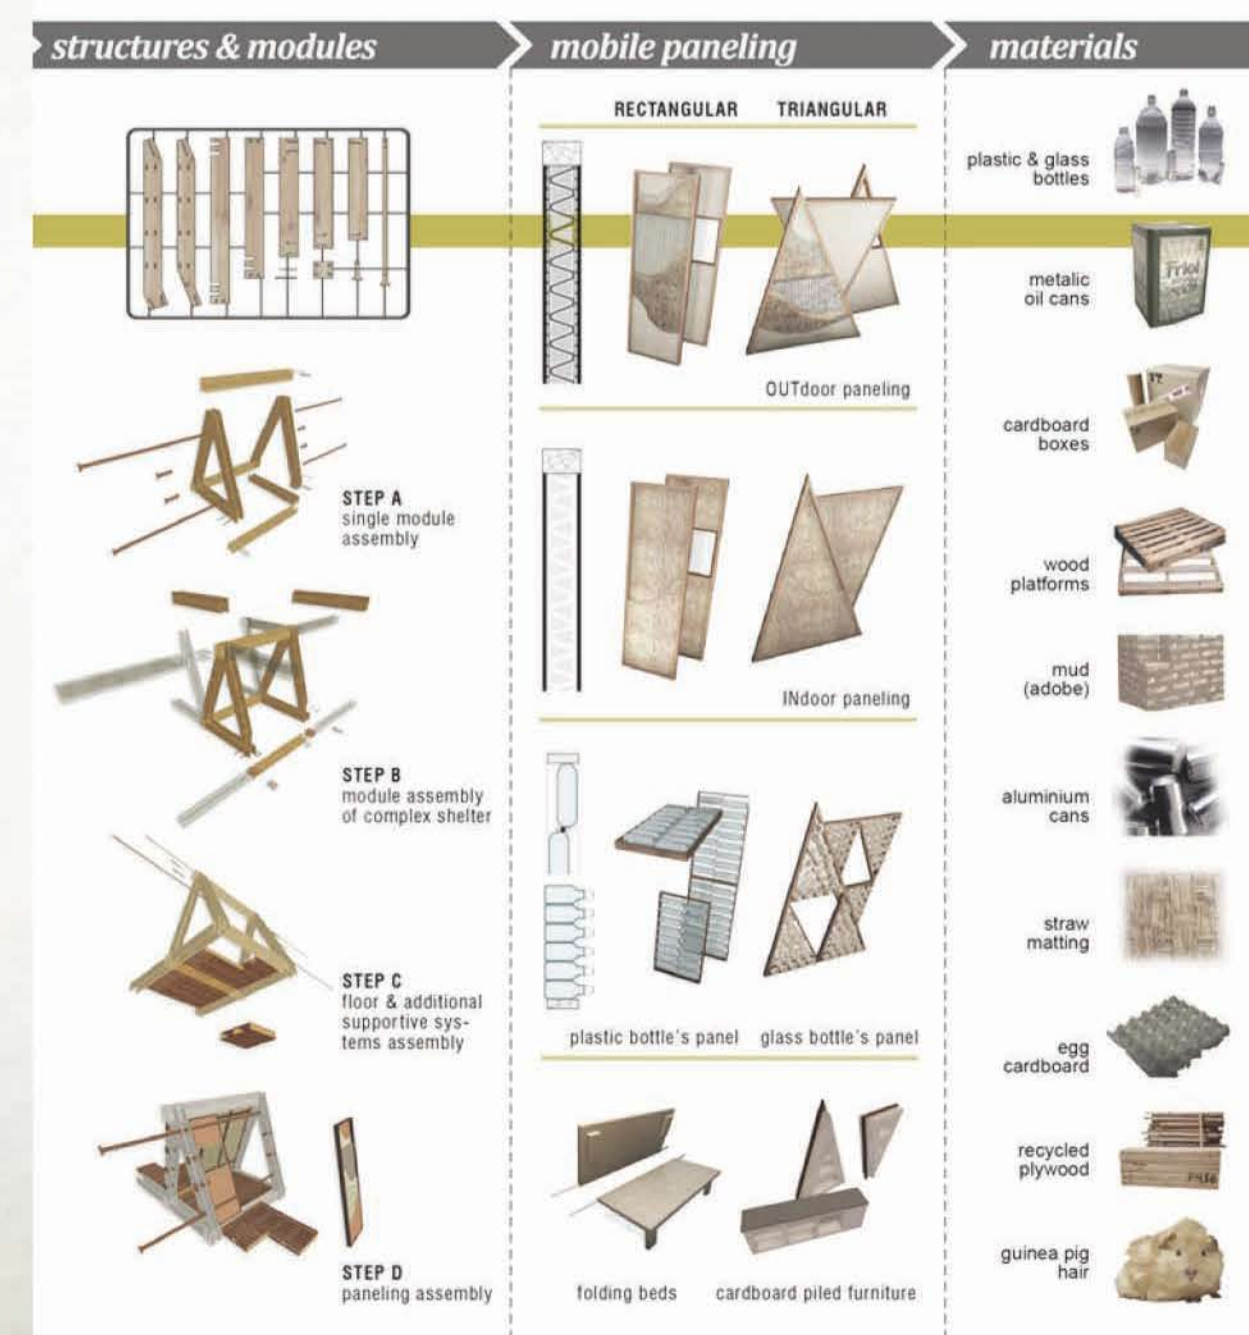 structures & modules
STEP A
single module
assembly
STEP B
module assembly
of complex shelter
STEP C
floor & additional
supportive sys-
tems assembly
STEP D
paneling assembly
mobile paneling
RECTANGULAR
TRIANGULAR
OUTdoor paneling
INdoor paneling
plastic bottle's panel
glass bottle's panel
folding beds
cardboard piled furniture
materials
plastic & glass
bottles
metalic
oil cans
cardboard
boxes
wood
platforms
mud
(adobe)
aluminium
cans
straw
matting
egg
cardboard
recycled
plywood
guinea pig
hair